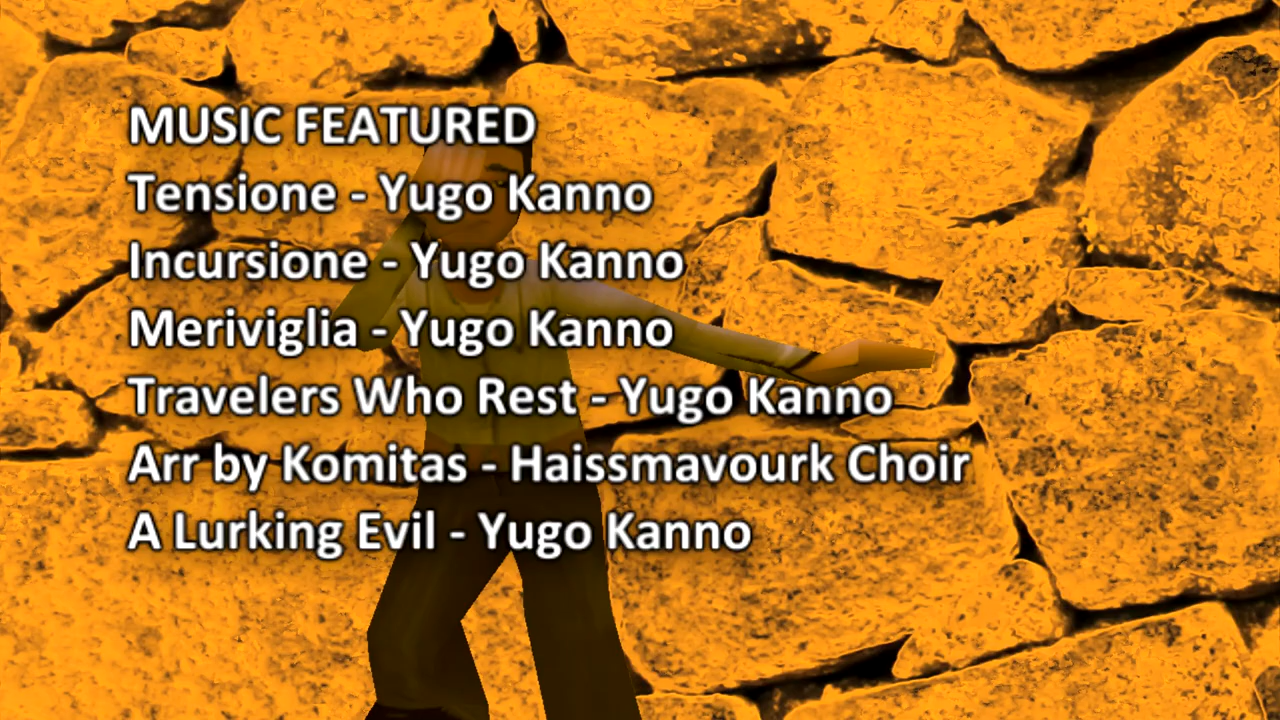 MUSIC FEATURED
Tensione - Yugo Kanno
Incursione - Yugo Kanno
Meriviglia - Yugo Kanno
Travelers Who Rest - Yugo Kanno
Arr by Komitas - Haissmavourk Choir
A Lurking Evil - Yugo Kanno